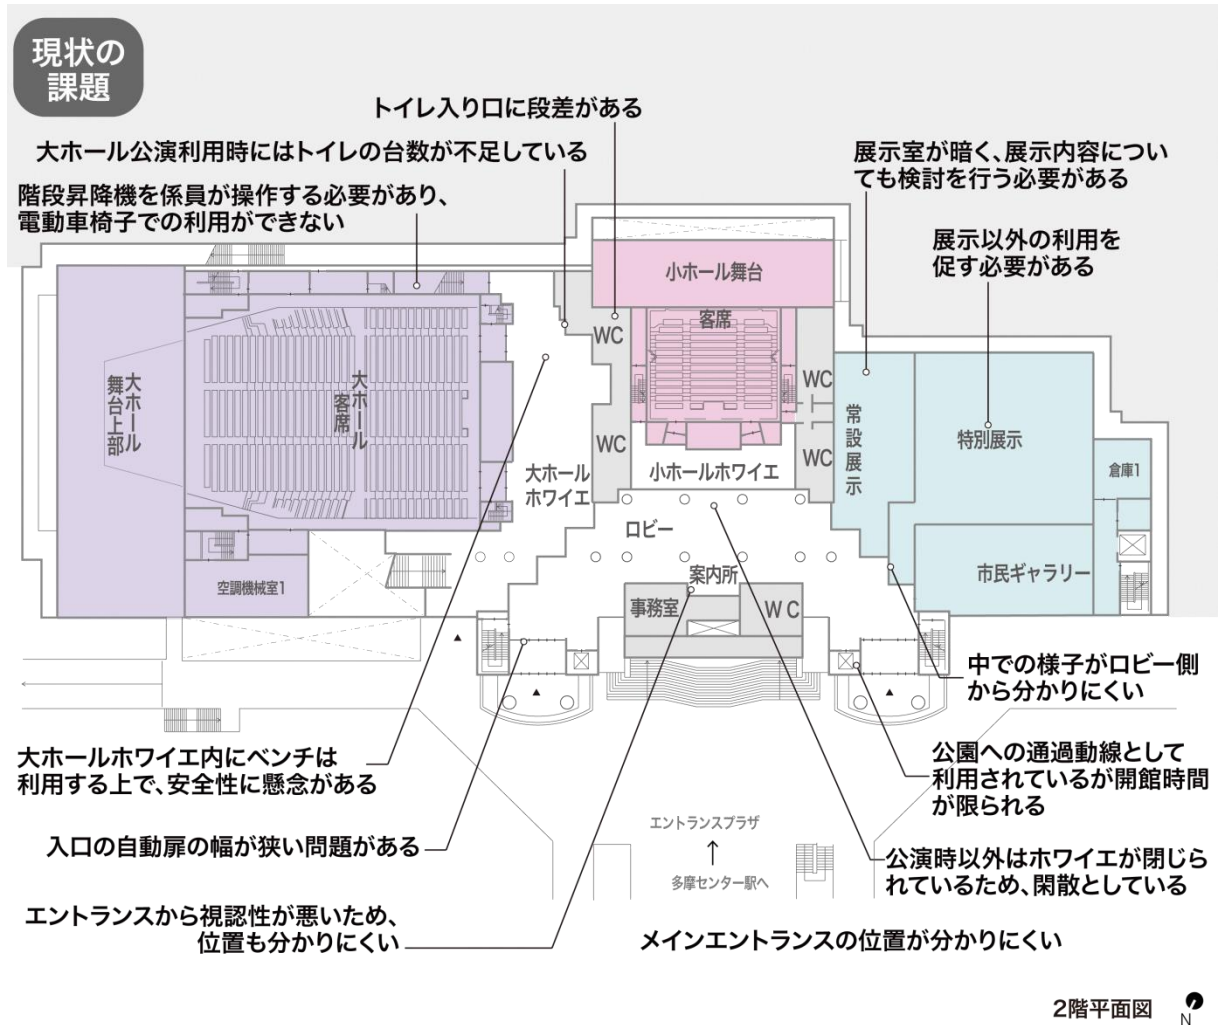 現状の
課題
トイレ入り口に段差がある
大ホール公演利用時にはトイレの台数が不足している
階段昇降機を係員が操作する必要があり、
電動車椅子での利用ができない
展示室が暗く、展示内容につい
ても検討を行う必要がある
展示以外の利用を
促す必要がある
小ホール舞台
客席
WC
WC
WC
WC
大ホール
舞台上部
大ホール
客席
大ホール
ホワイエ
小ホールホワイエ
常設展示
特別展示
倉庫1
ロビー
案内所
事務室
WC
市民ギャラリー
空調機械室1
中での様子がロビー側
から分かりにくい
大ホールホワイエ内にベンチは
利用する上で、安全性に懸念がある
公園への通過動線として
利用されているが開館時間
が限られる
入口の自動扉の幅が狭い問題がある
エントランスプラザ
多摩センター駅へ
公演時以外はホワイエが閉じら
れているため、閑散としている
エントランスから視認性が悪いため、
位置も分かりにくい
メインエントランスの位置が分かりにくい
2階平面図
N